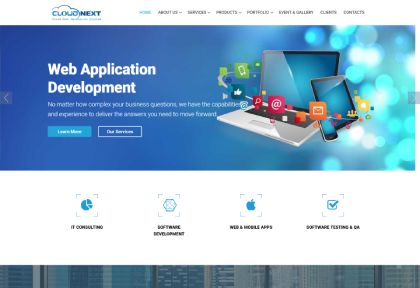 CLOUD NEXT
HOME ABOUT US SERVICES PRODUCTS PORTFOLIO EVENT & GALLERY CLIENTS CONTACTS
Web Application
Development
No matter how complex your business questions, we have the capabilities
and experience to deliver the answers you need to move forward.
Learn More Our Services
IT CONSULTING SOFTWARE DEVELOPMENT WEB & MOBILE APPS SOFTWARE TESTING & QA